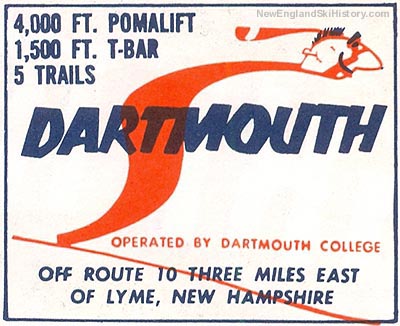 NewEnglandSkiHistory.com
4,000 FT. POMALIFT
1,500 FT. T-BAR
5 TRAILS
DARTMOUTH
OPERATED BY DARTMOUTH COLLEGE
OFF ROUTE 10 THREE MILES EAST
OF LYME, NEW HAMPSHIRE